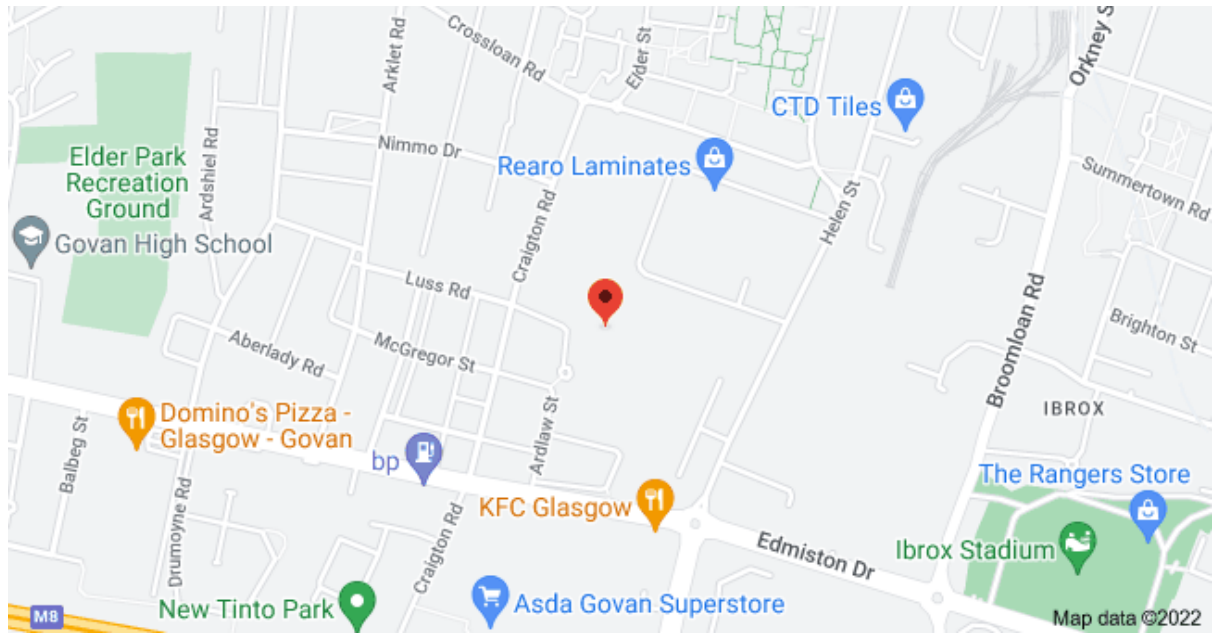 Crossloan Rd
Elder St
Arklet Rd
Orkney S
CTD Tiles
Nimmo Dr
Rearo Laminates
Elder Park
Recreation
Ground
Ardshiel Rd
Summertown Rd
Helen St
Govan High School
Craigton Rd
Luss Rd
Broomloan Rd
Brighton St
Aberlady Rd
McGregor St
IBROX
Domino's Pizza -
Glasgow - Govan
Balbeg St
bp
Ardlaw St
The Rangers Store
KFC Glasgow
Drumoyne Rd
Craigton Rd
Edmiston Dr
Ibrox Stadium
New Tinto Park
Asda Govan Superstore
M8
Map data ©2022